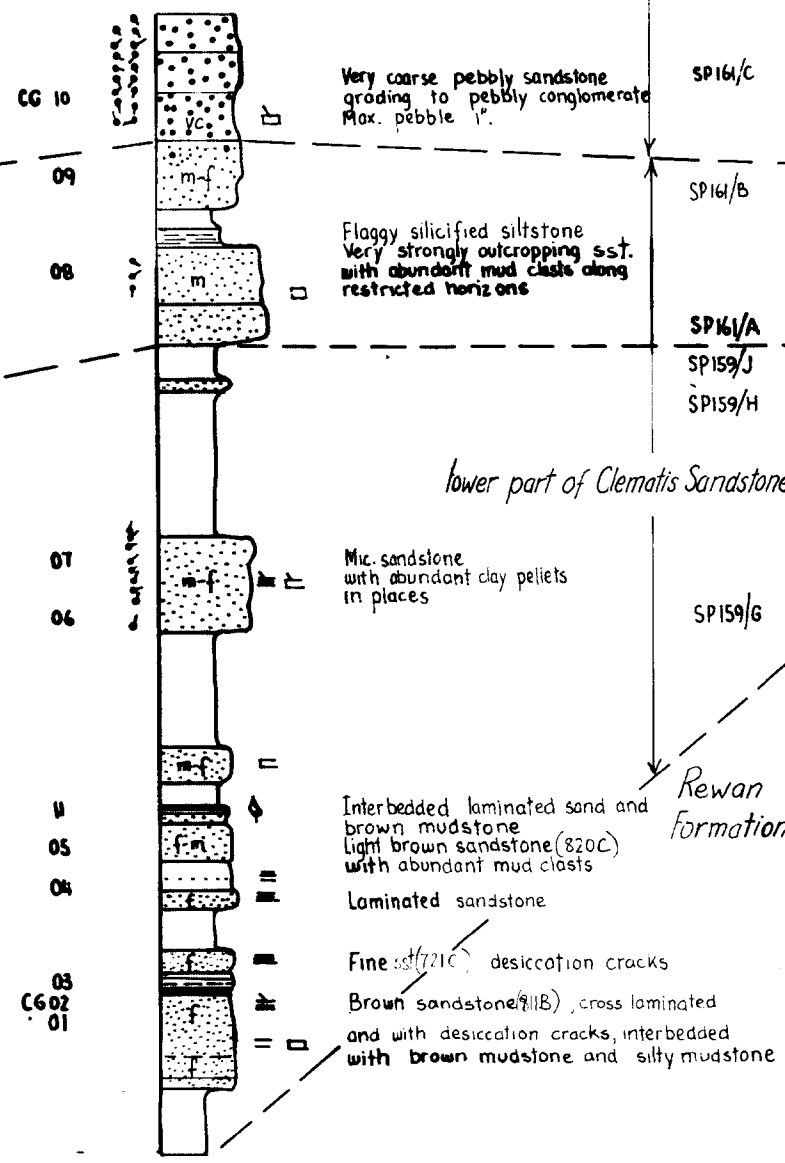 SP161/C
Very coarse pebbly sandstone
CG 10
grading to pebbly conglomerate
Max. pebble 1".
vc
09
m-f
SP161/B
Flaggy silicified siltstone
Very strongly outcropping sst.
08
m
with abundant mud clasts along
restricted horizons
SP161/A
SP159/J
SP159/H
lower part of Clematis Sandstone
07
Mic. sandstone
m-f
with abundant clay pellets
in places
06
SP159/G
m-f
Rewan
Formation
11
Interbedded laminated sand and
brown mudstone
05
f-m
Light brown sandstone (820C)
with abundant mud clasts
04
f
Laminated sandstone
f
Fine sst (721C) desiccation cracks
03
CG02
f
Brown sandstone (811B), cross laminated
01
and with desiccation cracks, interbedded
f
with brown mudstone and silty mudstone